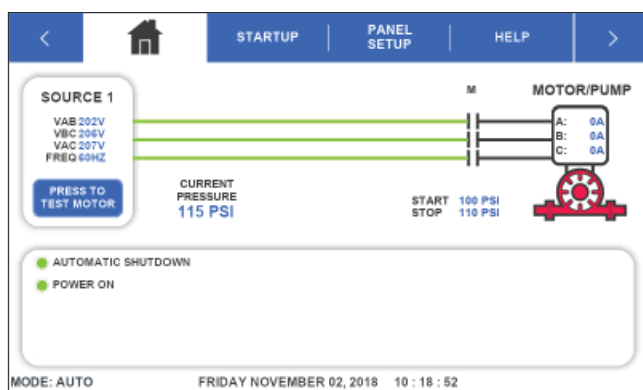 < STARTUP PANEL SETUP HELP >
SOURCE 1
VAB 202V
VBC 206V
VAC 207V
FREQ 60HZ
PRESS TO
TEST MOTOR
CURRENT
PRESSURE
115 PSI
M
START 100 PSI
STOP 110 PSI
MOTOR/PUMP
A: 0A
B: 0A
C: 0A
AUTOMATIC SHUTDOWN
POWER ON
MODE: AUTO FRIDAY NOVEMBER 02, 2018 10 : 18 : 52